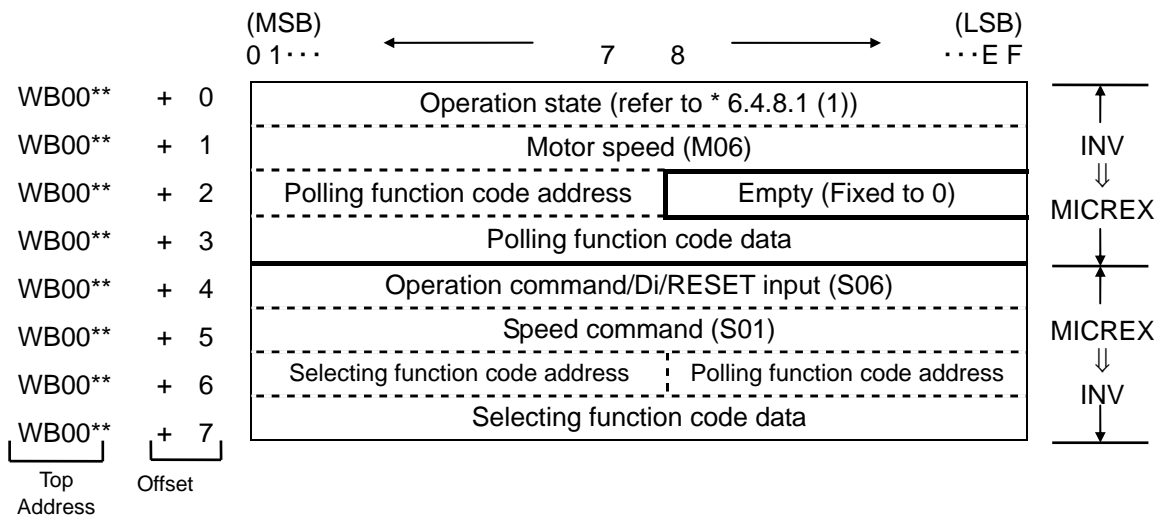 (MSB) (LSB)
0 1··· 7 8 ···E F
WB00** + 0 Operation state (refer to * 6.4.8.1 (1))
WB00** + 1 Motor speed (M06) INV
WB00** + 2 Polling function code address Empty (Fixed to 0) ⇓ MICREX
WB00** + 3 Polling function code data
WB00** + 4 Operation command/Di/RESET input (S06)
WB00** + 5 Speed command (S01) MICREX
WB00** + 6 Selecting function code address Polling function code address ⇓ INV
WB00** + 7 Selecting function code data
Top Offset
Address